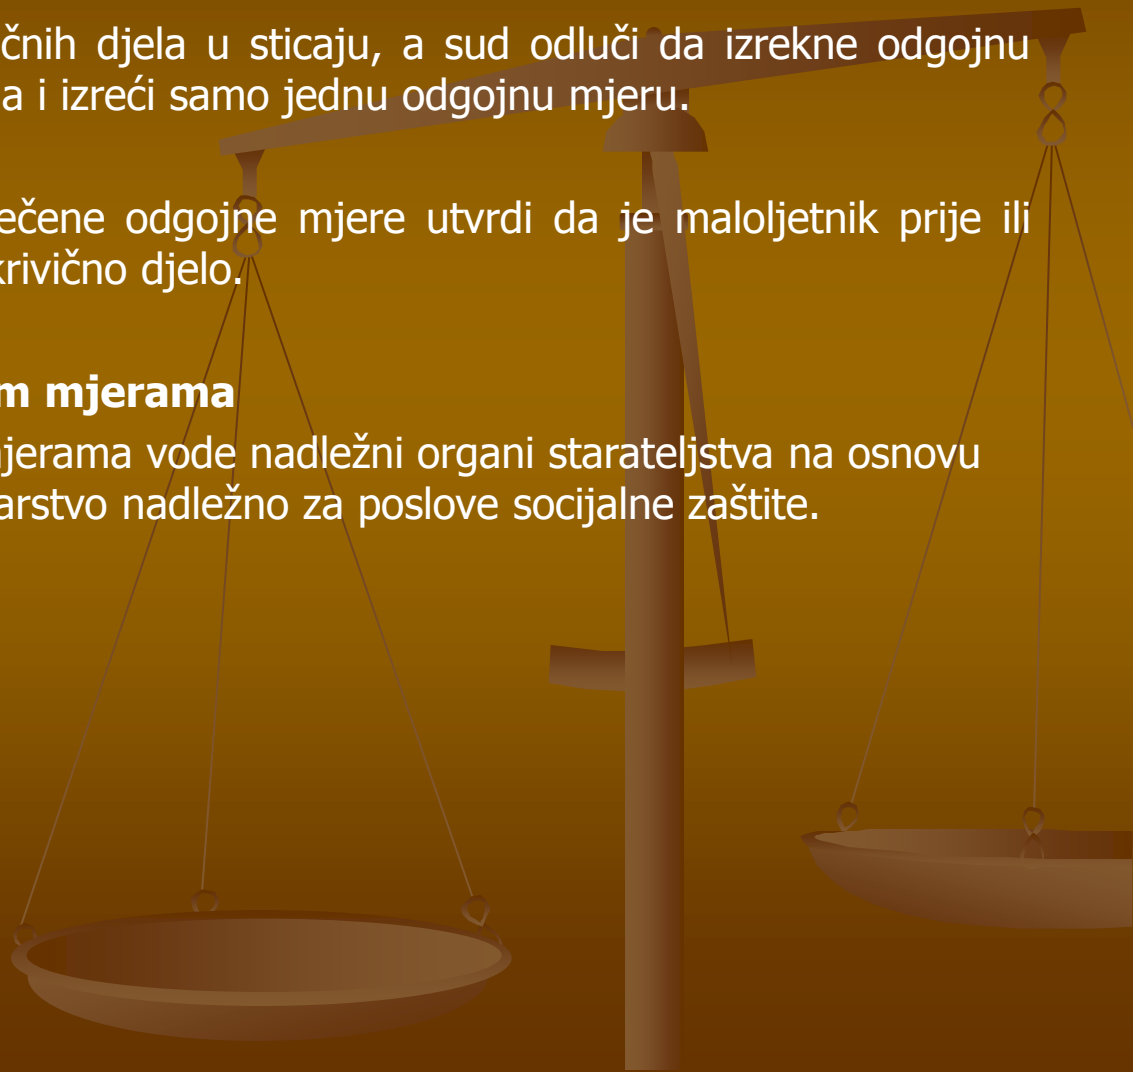 čnih djela u sticaju, a sud odluči da izrekne odgojnu
a i izreći samo jednu odgojnu mjeru.
ečene odgojne mjere utvrdi da je maloljetnik prije ili
krivično djelo.
m mjerama
mjerama vode nadležni organi starateljstva na osnovu
arstvo nadležno za poslove socijalne zaštite.